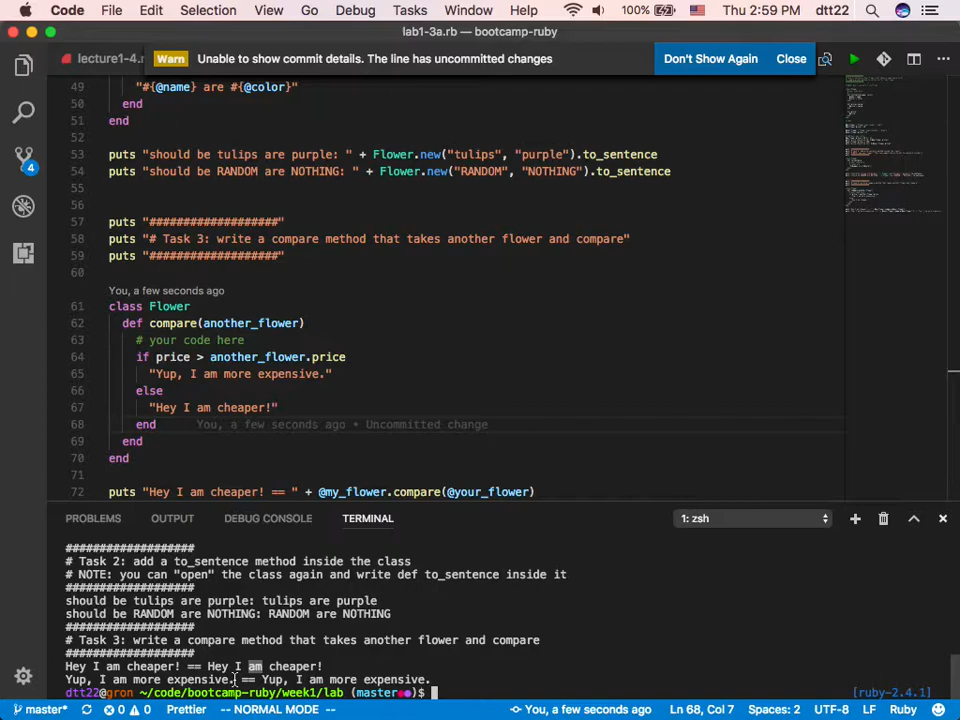 Code File Edit Selection View Go Debug Tasks Window Help 100% Thu 2:59 PM dtt22
lab1-3a.rb — bootcamp-ruby
lecture1-4.r Warn Unable to show commit details. The line has uncommitted changes Don't Show Again Close
49 "#{@name} are #{@color}"
50 end
51 end
52
53 puts "should be tulips are purple: " + Flower.new("tulips", "purple").to_sentence
54 puts "should be RANDOM are NOTHING: " + Flower.new("RANDOM", "NOTHING").to_sentence
55
56
57 puts "###################"
58 puts "# Task 3: write a compare method that takes another flower and compare"
59 puts "###################"
60
You, a few seconds ago
61 class Flower
62 def compare(another_flower)
63 # your code here
64 if price > another_flower.price
65 "Yup, I am more expensive."
66 else
67 "Hey I am cheaper!"
68 end You, a few seconds ago • Uncommitted change
69 end
70 end
71
72 puts "Hey I am cheaper! == " + @my_flower.compare(@your_flower)
4
PROBLEMS OUTPUT DEBUG CONSOLE TERMINAL 1: zsh
###################
# Task 2: add a to_sentence method inside the class
# NOTE: you can "open" the class again and write def to_sentence inside it
###################
should be tulips are purple: tulips are purple
should be RANDOM are NOTHING: RANDOM are NOTHING
###################
# Task 3: write a compare method that takes another flower and compare
###################
Hey I am cheaper! == Hey I am cheaper!
Yup, I am more expensive. == Yup, I am more expensive.
dtt22@gron ~/code/bootcamp-ruby/week1/lab (master●●)$ [ruby-2.4.1]
master* 0 0 Prettier -- NORMAL MODE -- You, a few seconds ago Ln 68, Col 7 Spaces: 2 UTF-8 LF Ruby